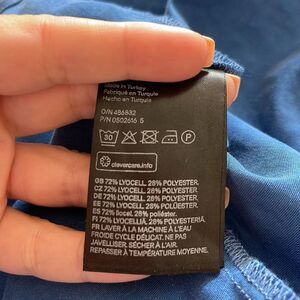 Made in Turkey
Fabriqué en Turquie
Hecho en Turquía
O/N 486832
P/N 0502616 5
30
P
clevercare.info
GB 72% LYOCELL, 28% POLYESTER.
CZ 72% LYOCELL, 28% POLYESTER.
DE 72% LYOCELL, 28% POLYESTER.
EE 72% LYOCELL, 28% POLÜESTER.
ES 72% liocel, 28% poliéster.
FI 72% LYOCELLIÄ, 28% POLYESTERIÄ.
FR LAVER À LA MACHINE À L'EAU
FROIDE CYCLE DÉLICAT. NE PAS
JAVELLISER. SÉCHER À L'AIR.
REPASSER À TEMPÉRATURE MOYENNE.